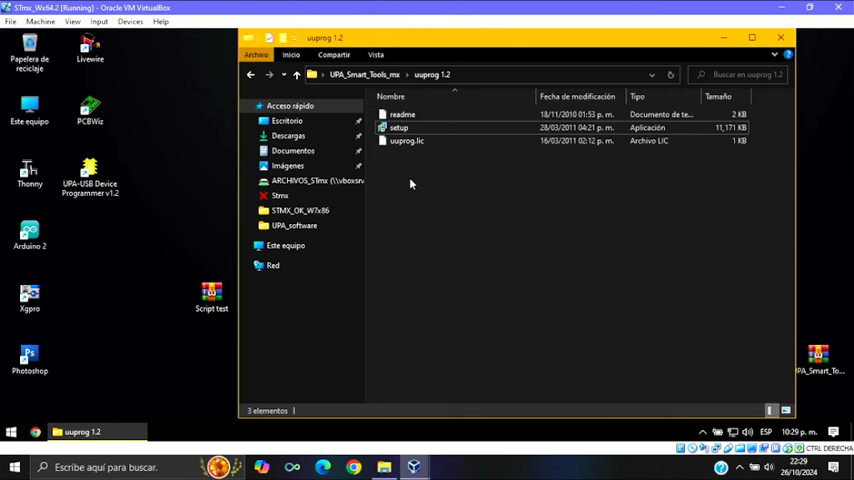 STmx_Wx64.2 [Running] - Oracle VM VirtualBox
File Machine View Input Devices Help
uuprog 1.2
Archivo Inicio Compartir Vista
UPA_Smart_Tools_mx › uuprog 1.2
Buscar en uuprog 1.2
Nombre Fecha de modificación Tipo Tamaño
readme 18/11/2010 01:53 p. m. Documento de te... 2 KB
setup 28/03/2011 04:21 p. m. Aplicación 11,171 KB
uuprog.lic 16/03/2011 02:12 p. m. Archivo LIC 1 KB
Acceso rápido
Escritorio
Descargas
Documentos
Imágenes
ARCHIVOS_STmx (\\vboxsrv
Stmx
STMX_OK_W7x86
UPA_software
Este equipo
Red
3 elementos
Papelera de
reciclaje
Livewire
Este equipo
PCBWiz
Thonny
UPA-USB Device
Programmer v1.2
Arduino 2
Xgpro
Script test
Photoshop
Ps
UPA_Smart_To...
uuprog 1.2
ESP 10:29 p. m.
CTRL DERECHA
Escribe aquí para buscar.
22:29
26/10/2024